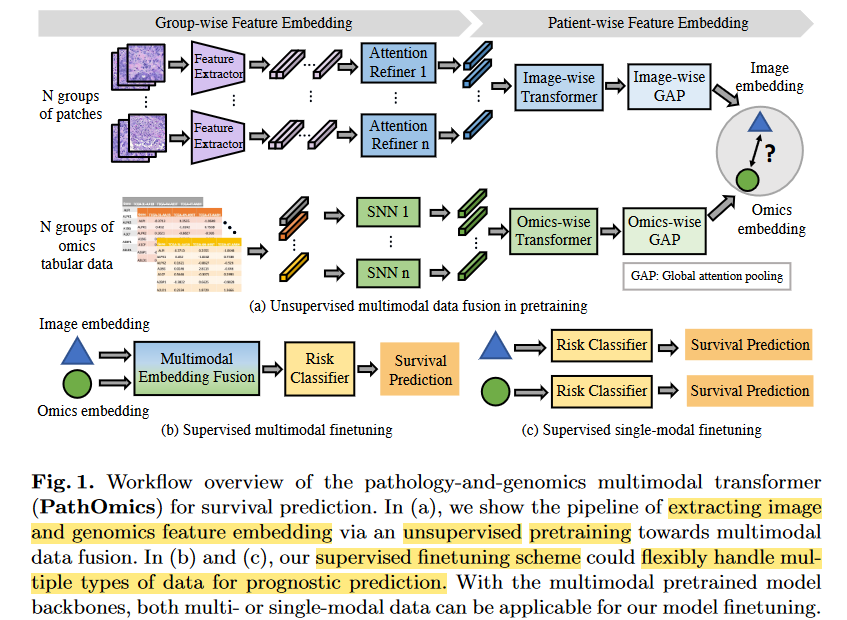 Group-wise Feature Embedding
Patient-wise Feature Embedding
N groups
of patches
Feature
Extractor
Attention
Refiner 1
Image-wise
Transformer
Image-wise
GAP
Image
embedding
Feature
Extractor
Attention
Refiner n
?
N groups of
omics
tabular data
SNN 1
SNN n
Omics-wise
Transformer
Omics-wise
GAP
Omics
embedding
GAP: Global attention pooling
(a) Unsupervised multimodal data fusion in pretraining
Image embedding
Omics embedding
Multimodal
Embedding Fusion
Risk
Classifier
Survival
Prediction
(b) Supervised multimodal finetuning
Risk Classifier
Survival Prediction
Risk Classifier
Survival Prediction
(c) Supervised single-modal finetuning
Fig. 1. Workflow overview of the pathology-and-genomics multimodal transformer
(PathOmics) for survival prediction. In (a), we show the pipeline of extracting image
and genomics feature embedding via an unsupervised pretraining towards multimodal
data fusion. In (b) and (c), our supervised finetuning scheme could flexibly handle mul-
tiple types of data for prognostic prediction. With the multimodal pretrained model
backbones, both multi- or single-modal data can be applicable for our model finetuning.